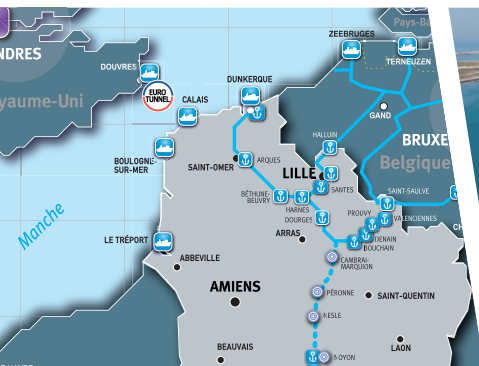 ZEEBRUGES
Pays-Ba
NDRES
TERNEUZEN
DOUVRES
DUNKERQUE
EURO
TUNNEL
CALAIS
yaume-Uni
GAND
HALLUIN
BRUXE
BOULOGNE-
SUR-MER
SAINT-OMER
ARQUES
LILLE
Belgique
SANTES
BÉTHUNE-
BEUVRY
SAINT-SAULVE
HARNES
DOURGES
PROUVY
VALENCIENNES
Manche
ARRAS
DENAIN
BOUCHAIN
CH
LE TRÉPORT
ABBEVILLE
CAMBRAI-
MARQUION
AMIENS
PÉRONNE
SAINT-QUENTIN
NESLE
BEAUVAIS
LAON
NOYON